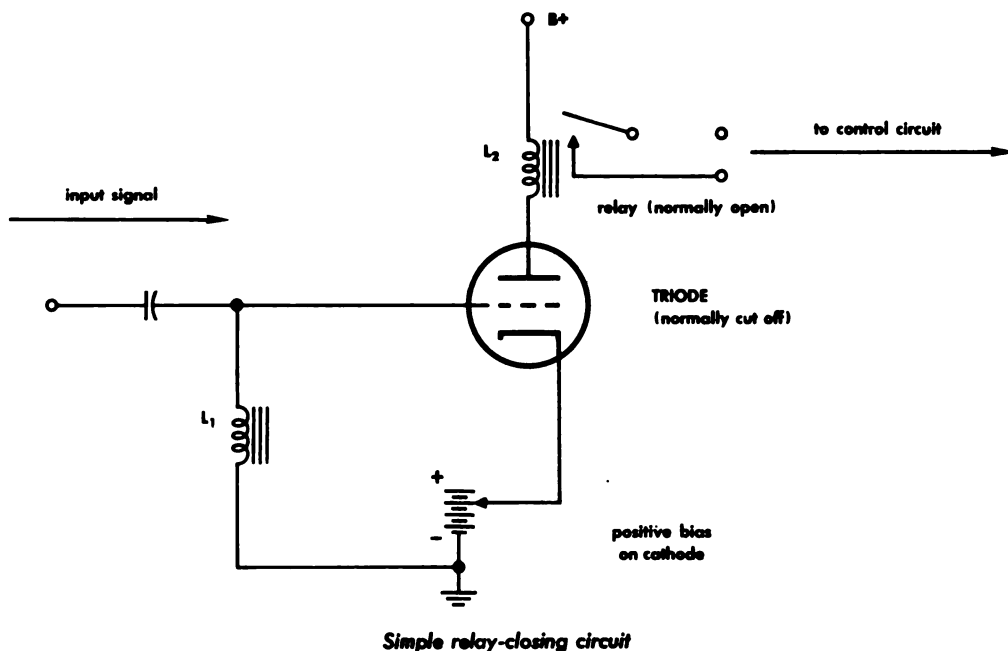 B+
L2
to control circuit
input signal
relay (normally open)
TRIODE
(normally cut off)
L1
+
-
positive bias
on cathode
Simple relay-closing circuit